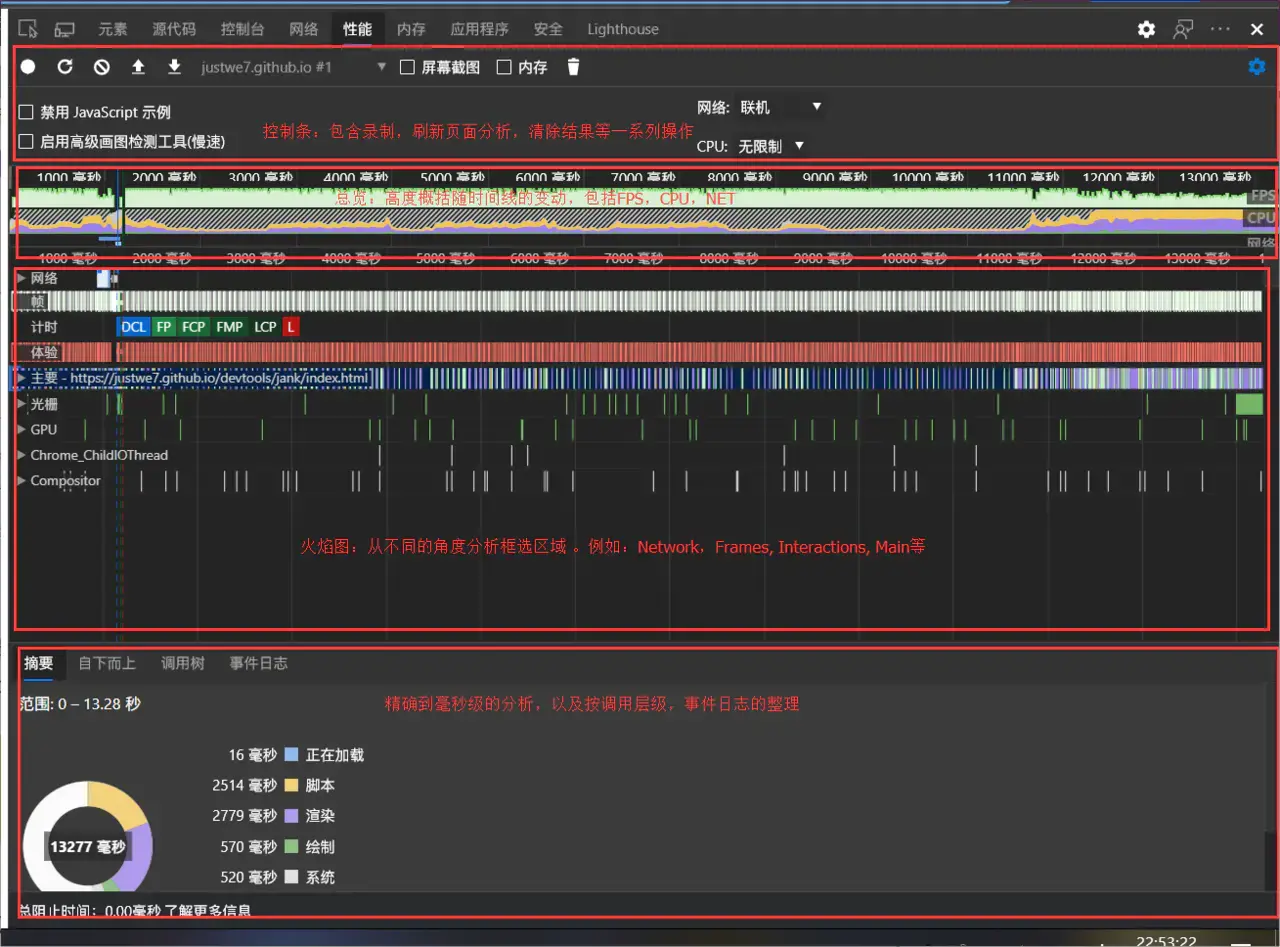 元素 源代码 控制台 网络 性能 内存 应用程序 安全 Lighthouse
justwe7.github.io #1 屏幕截图 内存
禁用 JavaScript 示例 网络: 联机
控制条：包含录制，刷新页面分析，清除结果等一系列操作
启用高级画图检测工具(慢速) CPU: 无限制
1000 毫秒 2000 毫秒 3000 毫秒 4000 毫秒 5000 毫秒 6000 毫秒 7000 毫秒 8000 毫秒 9000 毫秒 10000 毫秒 11000 毫秒 12000 毫秒 13000 毫秒
总览：高度概括随时间线的变动，包括FPS，CPU，NET FPS
CPU
网络
1000 毫秒 2000 毫秒 3000 毫秒 4000 毫秒 5000 毫秒 6000 毫秒 7000 毫秒 8000 毫秒 9000 毫秒 10000 毫秒 11000 毫秒 12000 毫秒 13000 毫秒 1
网络
帧
计时 DCL FP FCP FMP LCP L
体验
主要 - https://justwe7.github.io/devtools/jank/index.html
光栅
GPU
Chrome_ChildIOThread
Compositor
火焰图：从不同的角度分析框选区域 。例如：Network，Frames, Interactions, Main等
摘要 自下而上 调用树 事件日志
范围: 0 – 13.28 秒 精确到毫秒级的分析，以及按调用层级，事件日志的整理
16 毫秒 正在加载
2514 毫秒 脚本
2779 毫秒 渲染
13277 毫秒 570 毫秒 绘制
520 毫秒 系统
总阻止时间：0.00毫秒 了解更多信息
22:53:22